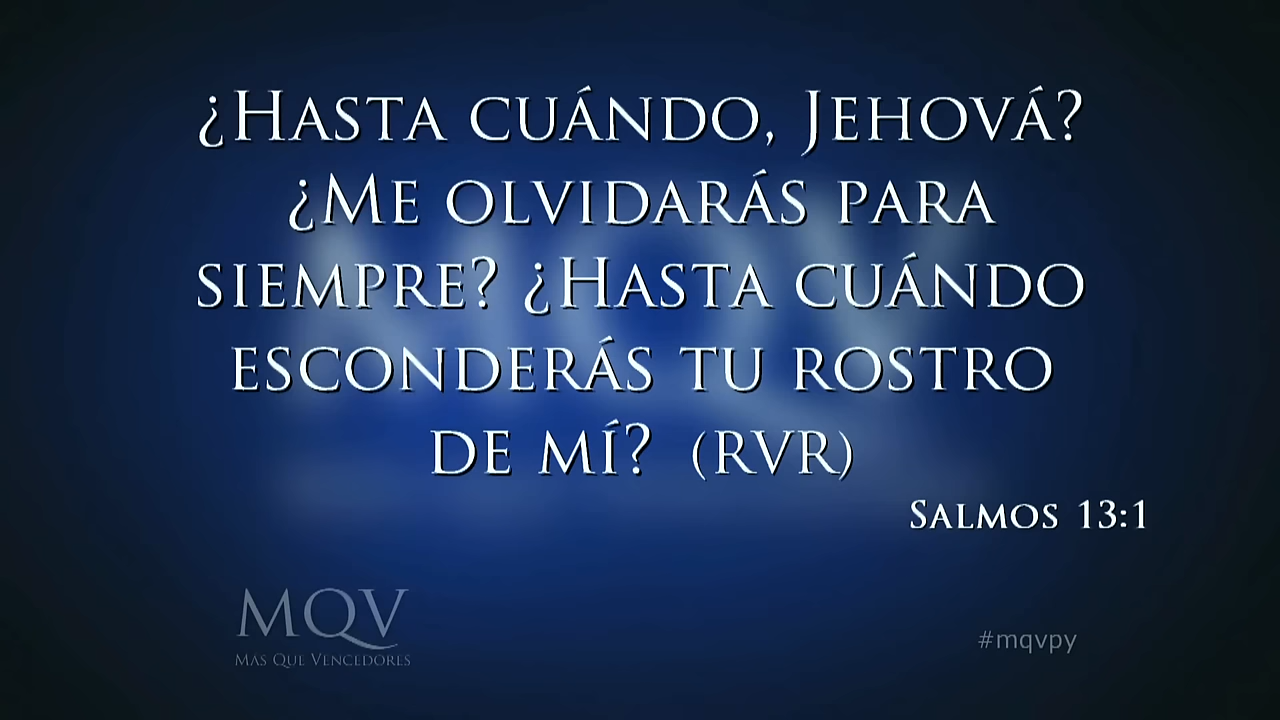 ¿Hasta cuándo, Jehová?
¿Me olvidarás para
siempre? ¿Hasta cuándo
esconderás tu rostro
de mí? (RVR)
Salmos 13:1
MQV
Más Que Vencedores
#mqvpy